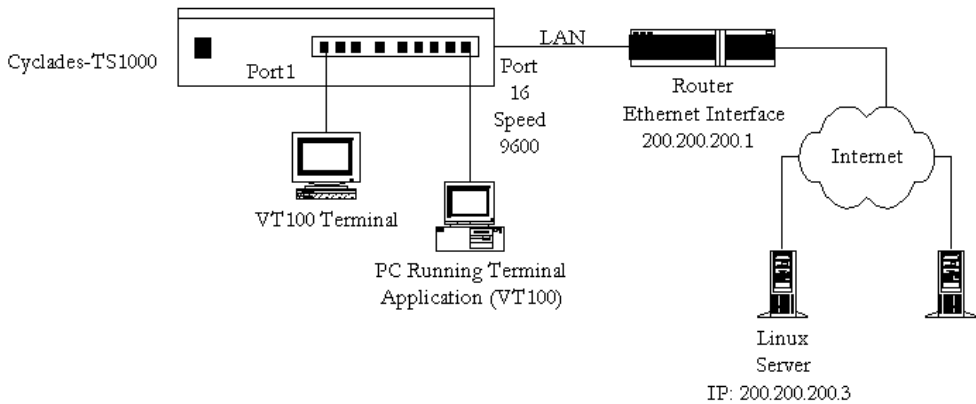 Cyclades-TS1000
Port1
Port
16
Speed
9600
LAN
Router
Ethernet Interface
200.200.200.1
Internet
VT100 Terminal
PC Running Terminal
Application (VT100)
Linux
Server
IP: 200.200.200.3